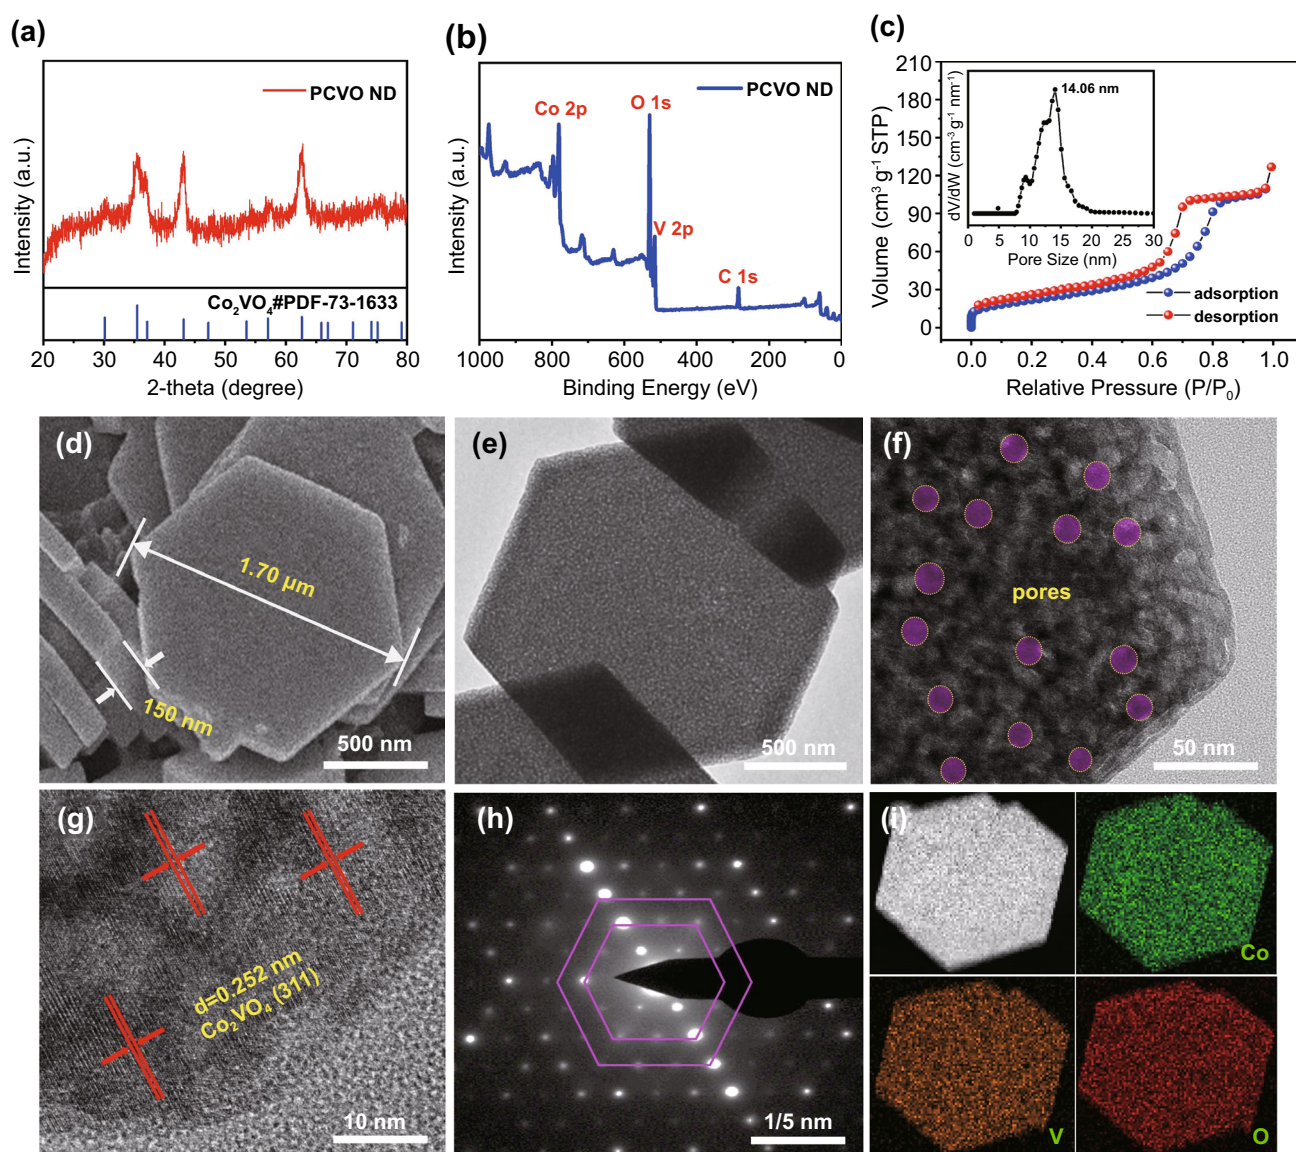 (a)
PCVO ND
Intensity (a.u.)
Co₂VO₄#PDF-73-1633
20 30 40 50 60 70 80
2-theta (degree)
(b)
PCVO ND
Co 2p
O 1s
V 2p
C 1s
Intensity (a.u.)
1000 800 600 400 200 0
Binding Energy (eV)
(c)
210
180
150
120
90
60
30
0
Volume (cm³ g⁻¹ STP)
14.06 nm
dV/dW (cm⁻³ g⁻¹ nm⁻¹)
0 5 10 15 20 25 30
Pore Size (nm)
adsorption
desorption
0.0 0.2 0.4 0.6 0.8 1.0
Relative Pressure (P/P₀)
(d)
1.70 μm
150 nm
500 nm
(e)
500 nm
(f)
pores
50 nm
(g)
d=0.252 nm
Co₂VO₄ (311)
10 nm
(h)
1/5 nm
(i)
Co
V
O